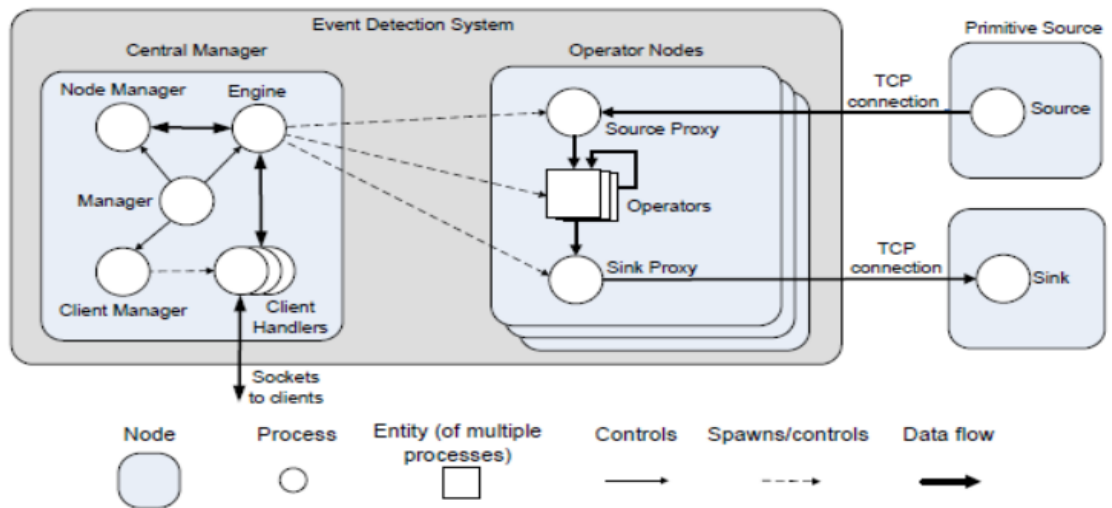 Event Detection System
Central Manager
Operator Nodes
Primitive Source
Node Manager
Engine
TCP
connection
Source
Source Proxy
Manager
Operators
Sink Proxy
TCP
connection
Sink
Client Manager
Client
Handlers
Sockets
to clients
Node
Process
Entity (of multiple
processes)
Controls
Spawns/controls
Data flow